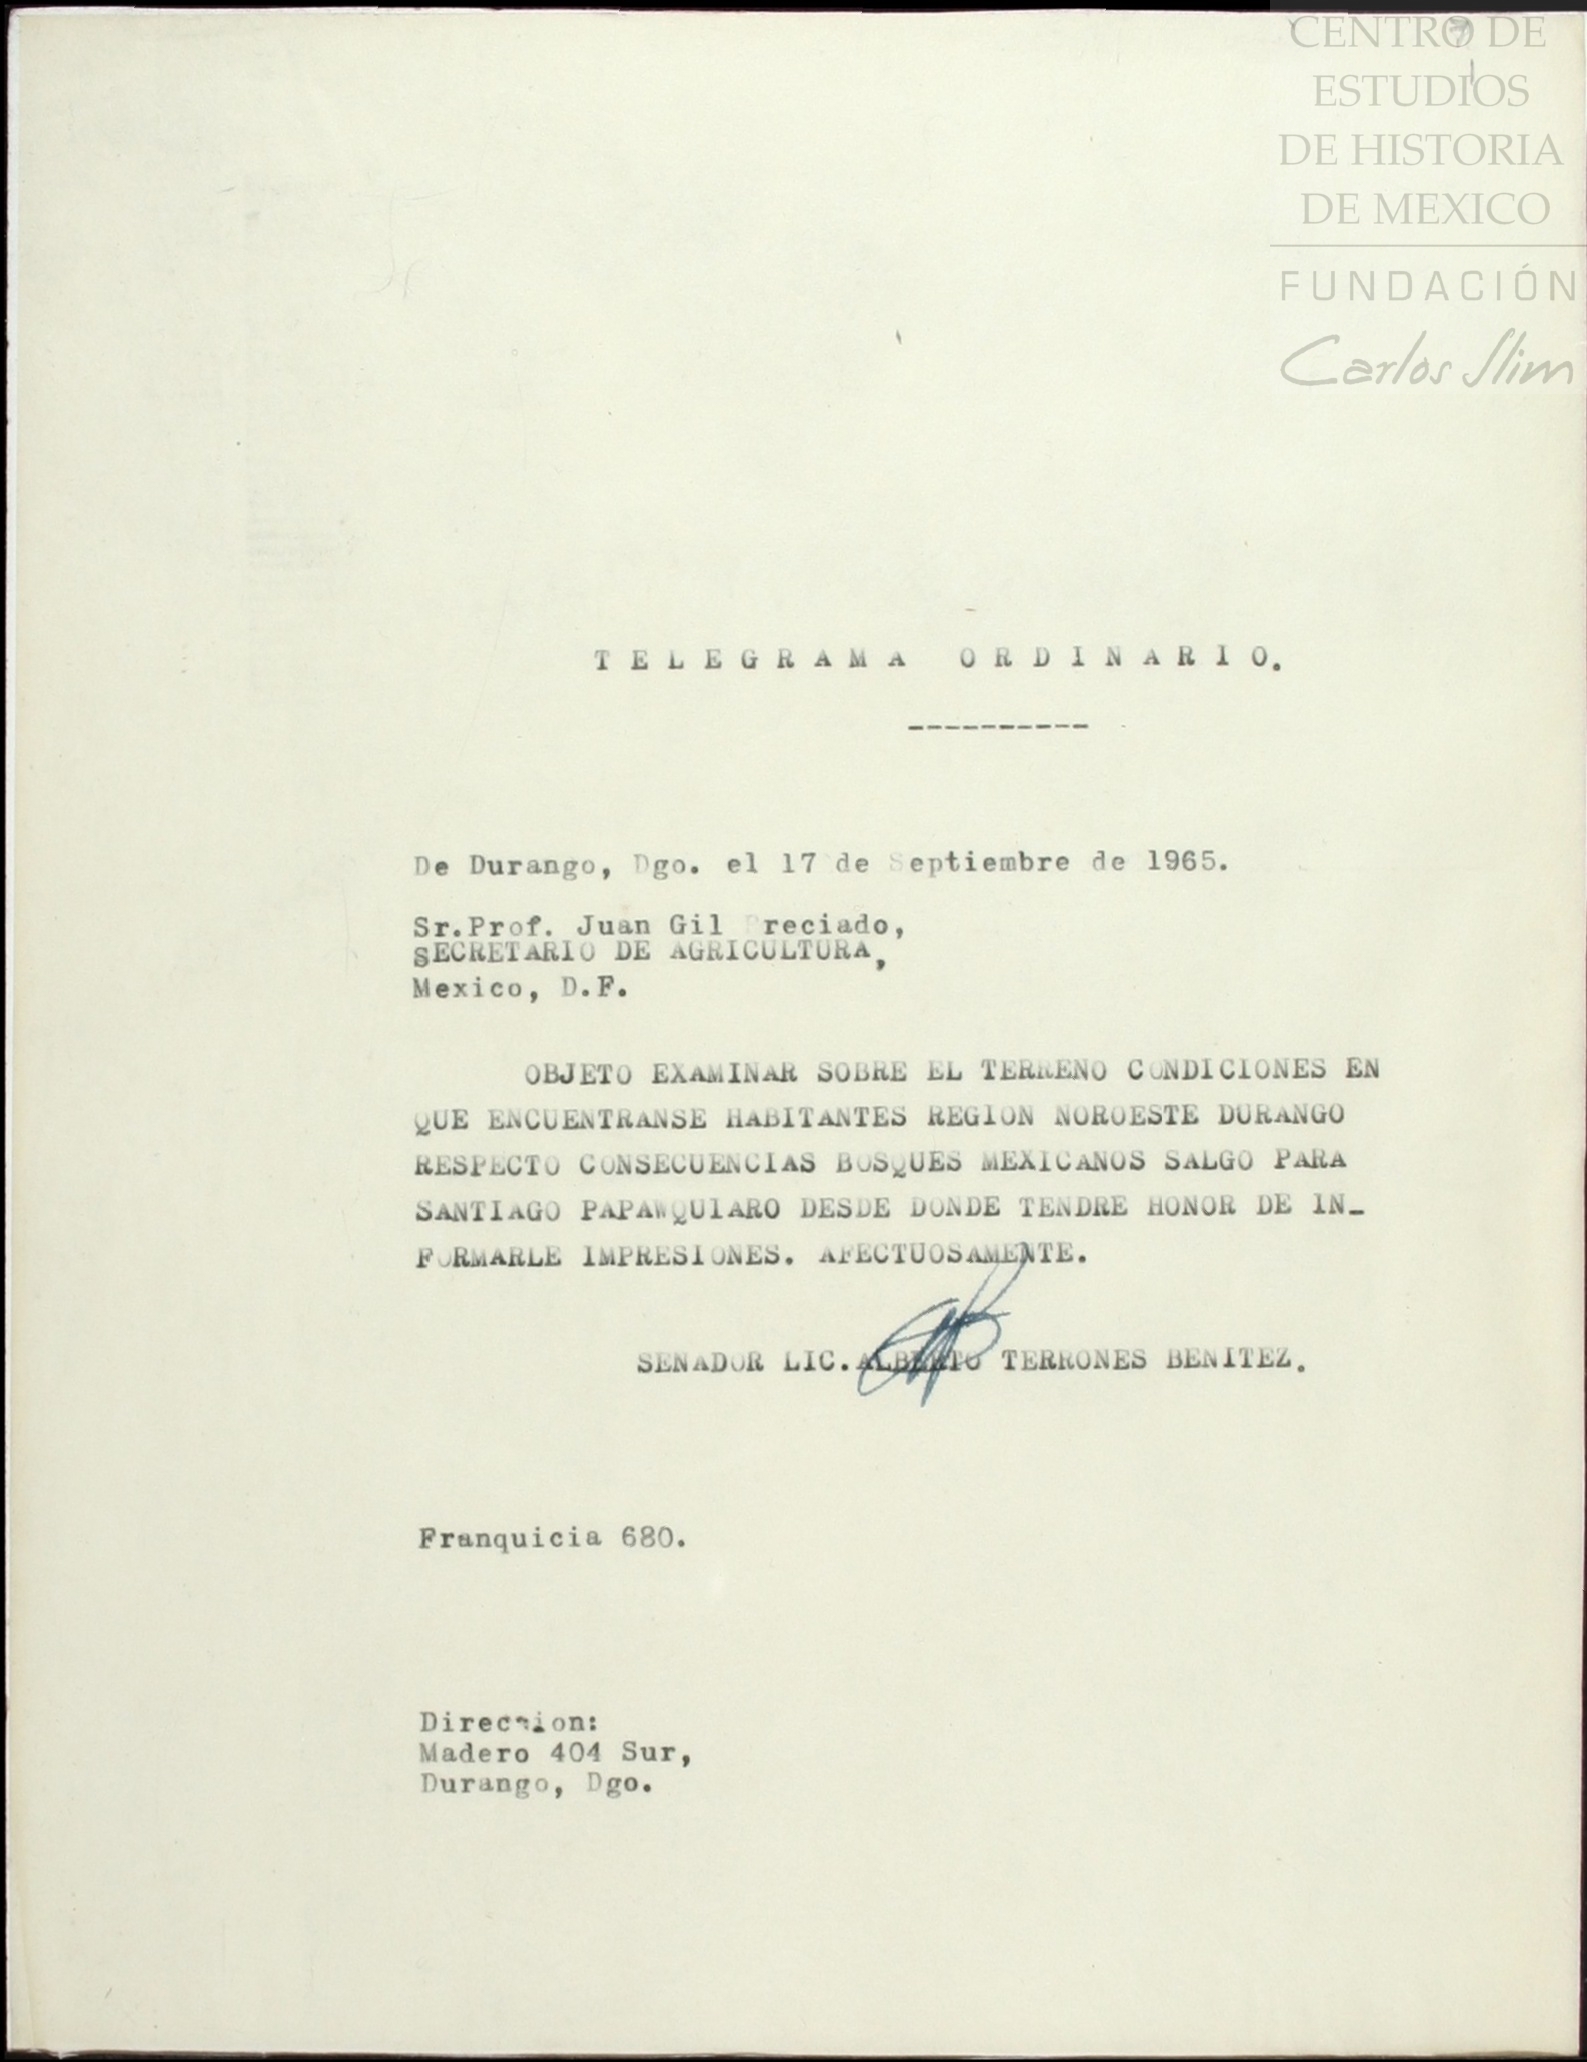 CENTRO DE
ESTUDIOS
DE HISTORIA
DE MEXICO
FUNDACIÓN
Carlos Slim
TELEGRAMA ORDINARIO.
----------
De Durango, Dgo. el 17 de Septiembre de 1965.
Sr.Prof. Juan Gil Preciado,
SECRETARIO DE AGRICULTURA,
Mexico, D.F.
OBJETO EXAMINAR SOBRE EL TERRENO CONDICIONES EN
QUE ENCUENTRANSE HABITANTES REGION NOROESTE DURANGO
RESPECTO CONSECUENCIAS BOSQUES MEXICANOS SALGO PARA
SANTIAGO PAPAWQUIARO DESDE DONDE TENDRE HONOR DE IN_
FORMARLE IMPRESIONES. AFECTUOSAMENTE.
SENADOR LIC.ALBERTO TERRONES BENITEZ.
Franquicia 680.
Direccion:
Madero 404 Sur,
Durango, Dgo.